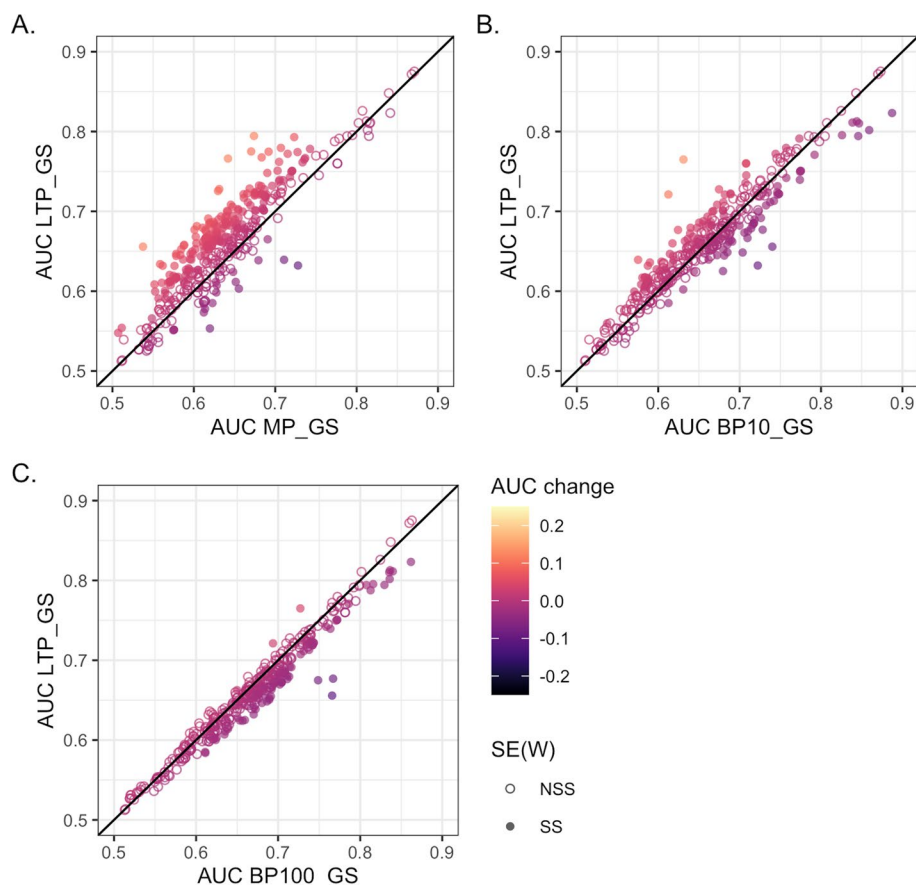 A.
0.9
0.8
0.7
0.6
0.5
AUC LTP_GS
0.5 0.6 0.7 0.8 0.9
AUC MP_GS
B.
0.9
0.8
0.7
0.6
0.5
AUC LTP_GS
0.5 0.6 0.7 0.8 0.9
AUC BP10_GS
C.
0.9
0.8
0.7
0.6
0.5
AUC LTP_GS
0.5 0.6 0.7 0.8 0.9
AUC BP100_GS
AUC change
0.2
0.1
0.0
-0.1
-0.2
SE(W)
NSS
SS